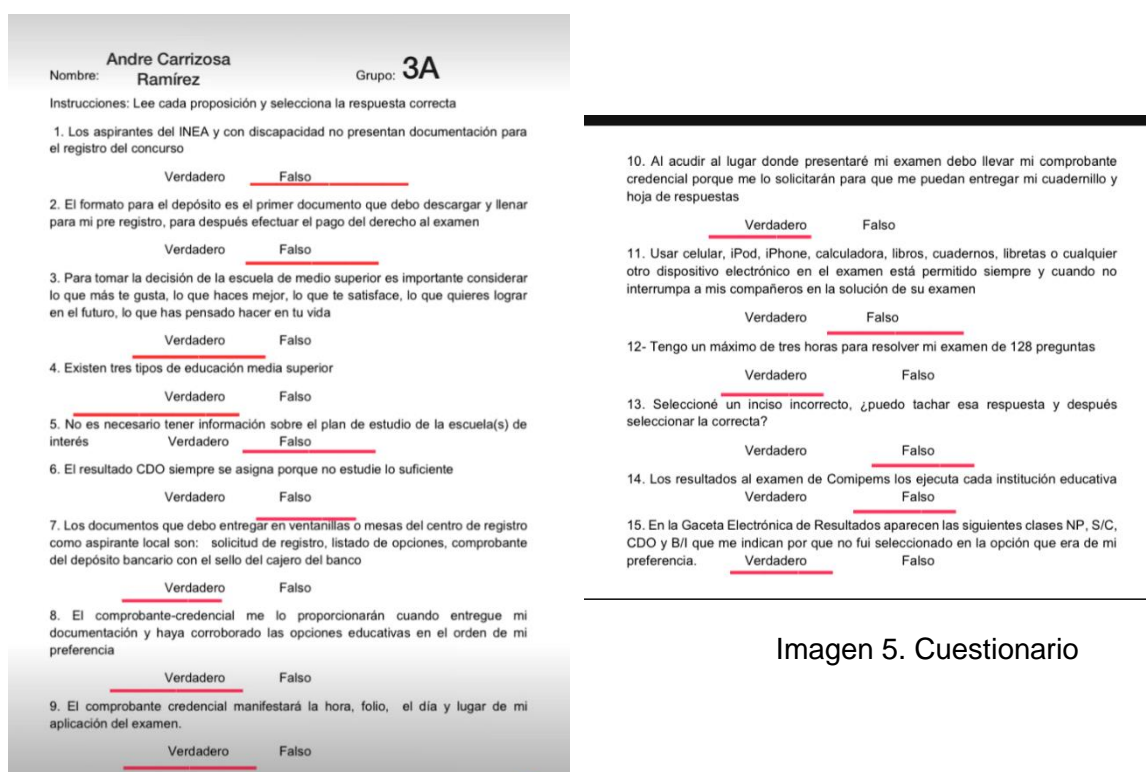 Andre Carrizosa
Nombre: Ramírez Grupo: 3A
Instrucciones: Lee cada proposición y selecciona la respuesta correcta
1. Los aspirantes del INEA y con discapacidad no presentan documentación para
el registro del concurso
Verdadero Falso
2. El formato para el depósito es el primer documento que debo descargar y llenar
para mi pre registro, para después efectuar el pago del derecho al examen
Verdadero Falso
3. Para tomar la decisión de la escuela de medio superior es importante considerar
lo que más te gusta, lo que haces mejor, lo que te satisface, lo que quieres lograr
en el futuro, lo que has pensado hacer en tu vida
Verdadero Falso
4. Existen tres tipos de educación media superior
Verdadero Falso
5. No es necesario tener información sobre el plan de estudio de la escuela(s) de
interés Verdadero Falso
6. El resultado CDO siempre se asigna porque no estudie lo suficiente
Verdadero Falso
7. Los documentos que debo entregar en ventanillas o mesas del centro de registro
como aspirante local son: solicitud de registro, listado de opciones, comprobante
del depósito bancario con el sello del cajero del banco
Verdadero Falso
8. El comprobante-credencial me lo proporcionarán cuando entregue mi
documentación y haya corroborado las opciones educativas en el orden de mi
preferencia
Verdadero Falso
9. El comprobante credencial manifestará la hora, folio, el día y lugar de mi
aplicación del examen.
Verdadero Falso
10. Al acudir al lugar donde presentaré mi examen debo llevar mi comprobante
credencial porque me lo solicitarán para que me puedan entregar mi cuadernillo y
hoja de respuestas
Verdadero Falso
11. Usar celular, iPod, iPhone, calculadora, libros, cuadernos, libretas o cualquier
otro dispositivo electrónico en el examen está permitido siempre y cuando no
interrumpa a mis compañeros en la solución de su examen
Verdadero Falso
12- Tengo un máximo de tres horas para resolver mi examen de 128 preguntas
Verdadero Falso
13. Seleccioné un inciso incorrecto, ¿puedo tachar esa respuesta y después
seleccionar la correcta?
Verdadero Falso
14. Los resultados al examen de Comipems los ejecuta cada institución educativa
Verdadero Falso
15. En la Gaceta Electrónica de Resultados aparecen las siguientes clases NP, S/C,
CDO y B/I que me indican por que no fui seleccionado en la opción que era de mi
preferencia. Verdadero Falso
Imagen 5. Cuestionario